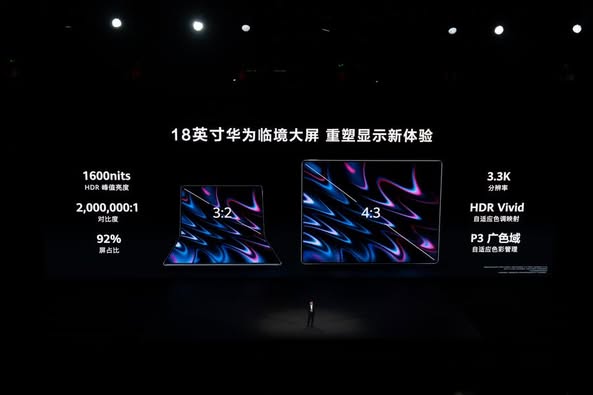 18英寸华为临境大屏 重塑显示新体验
1600nits
HDR 峰值亮度
2,000,000:1
对比度
92%
屏占比
3:2
4:3
3.3K
分辨率
HDR Vivid
自适应色调映射
P3 广色域
自适应色彩管理